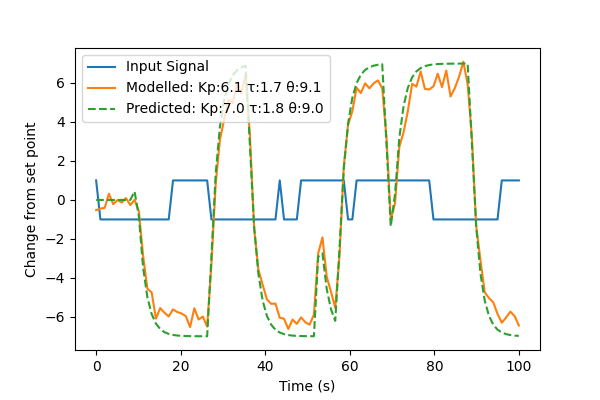 Input Signal
Modelled: Kp:6.1 τ:1.7 θ:9.1
Predicted: Kp:7.0 τ:1.8 θ:9.0
Change from set point
6
4
2
0
−2
−4
−6
0 20 40 60 80 100
Time (s)